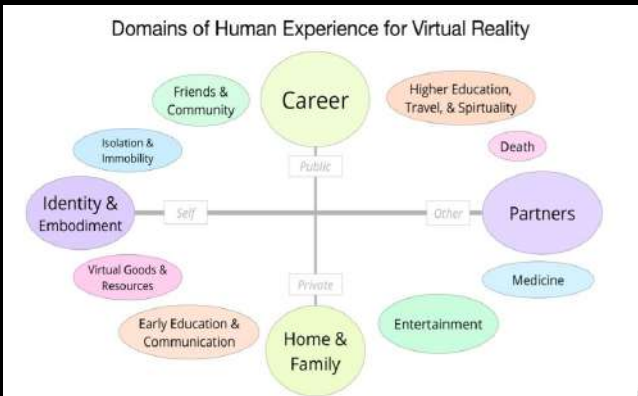 Domains of Human Experience for Virtual Reality
Friends &
Community
Career
Higher Education,
Travel, & Spirtuality
Isolation &
Immobility
Public
Death
Identity &
Embodiment
Self
Other
Partners
Virtual Goods &
Resources
Private
Medicine
Early Education &
Communication
Home &
Family
Entertainment